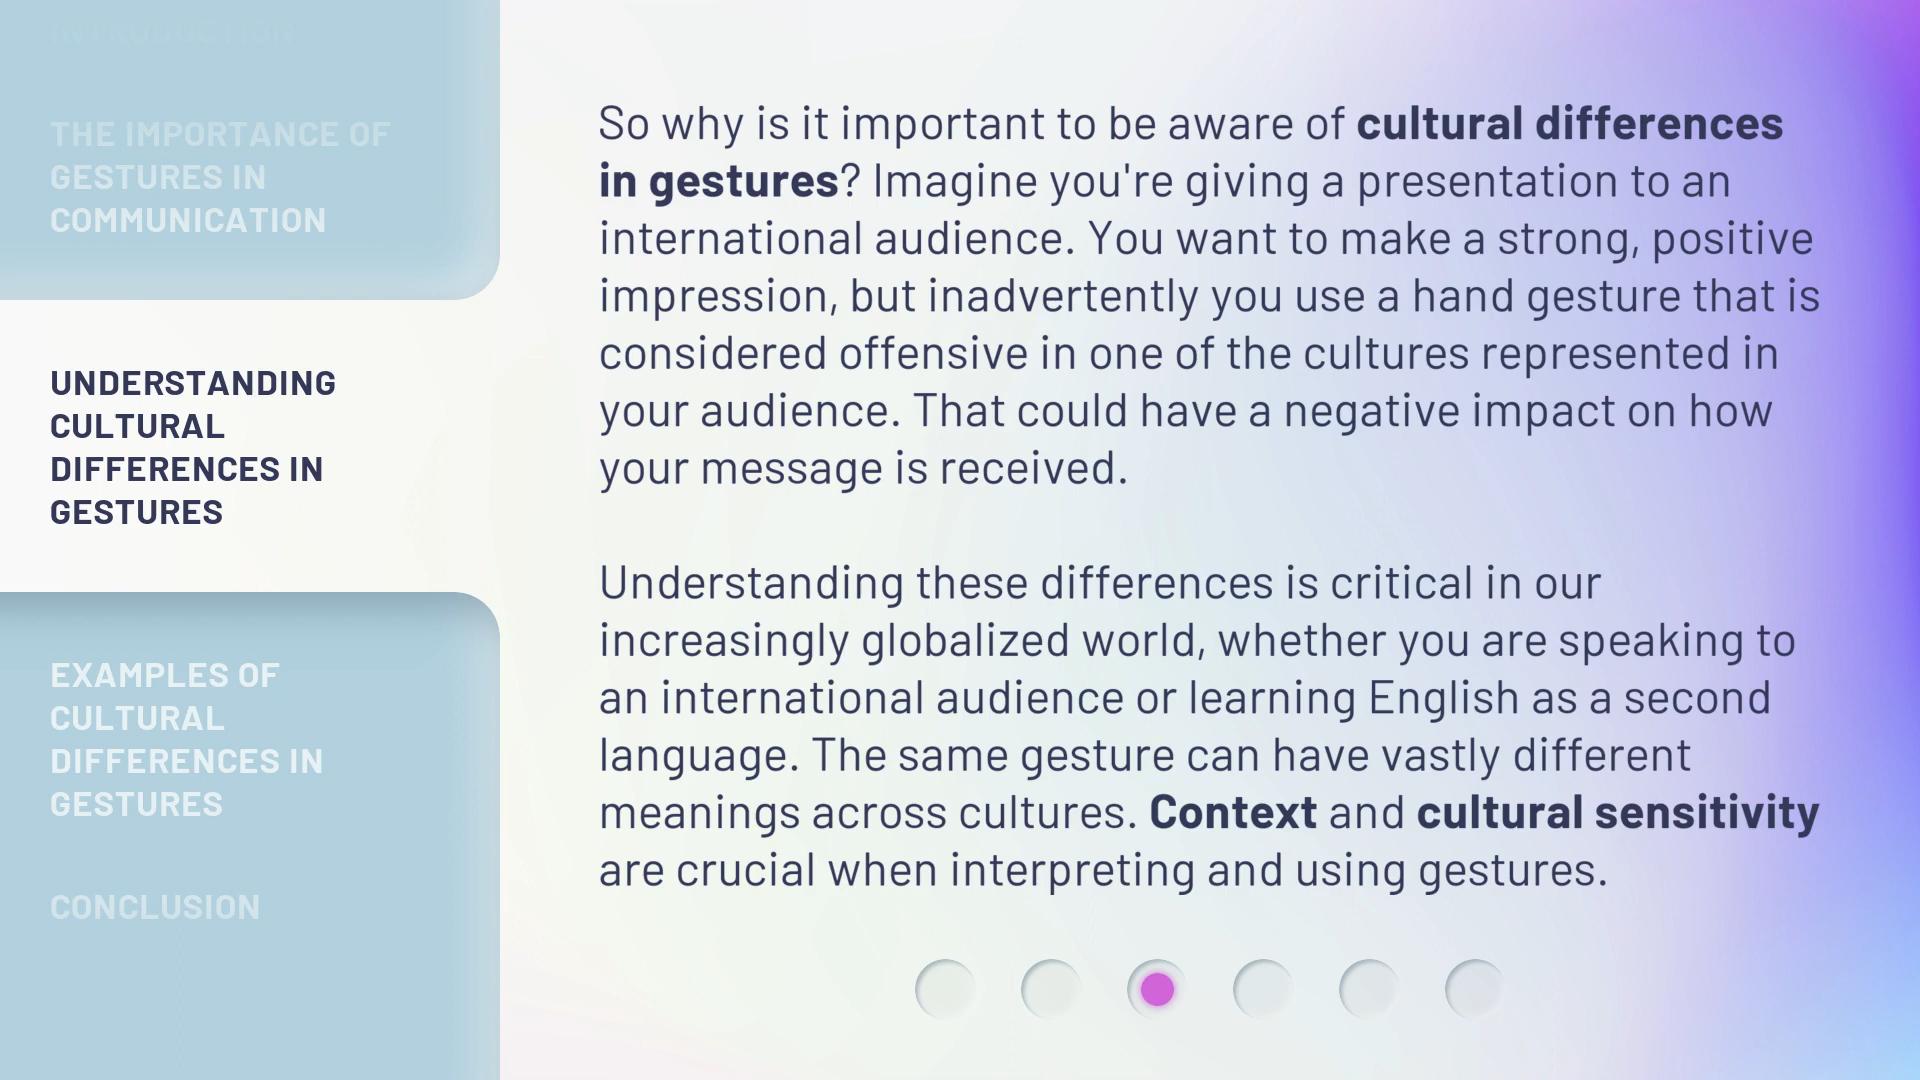 INTRODUCTION
THE IMPORTANCE OF
GESTURES IN
COMMUNICATION
UNDERSTANDING
CULTURAL
DIFFERENCES IN
GESTURES
EXAMPLES OF
CULTURAL
DIFFERENCES IN
GESTURES
CONCLUSION
So why is it important to be aware of cultural differences
in gestures? Imagine you're giving a presentation to an
international audience. You want to make a strong, positive
impression, but inadvertently you use a hand gesture that is
considered offensive in one of the cultures represented in
your audience. That could have a negative impact on how
your message is received.
Understanding these differences is critical in our
increasingly globalized world, whether you are speaking to
an international audience or learning English as a second
language. The same gesture can have vastly different
meanings across cultures. Context and cultural sensitivity
are crucial when interpreting and using gestures.